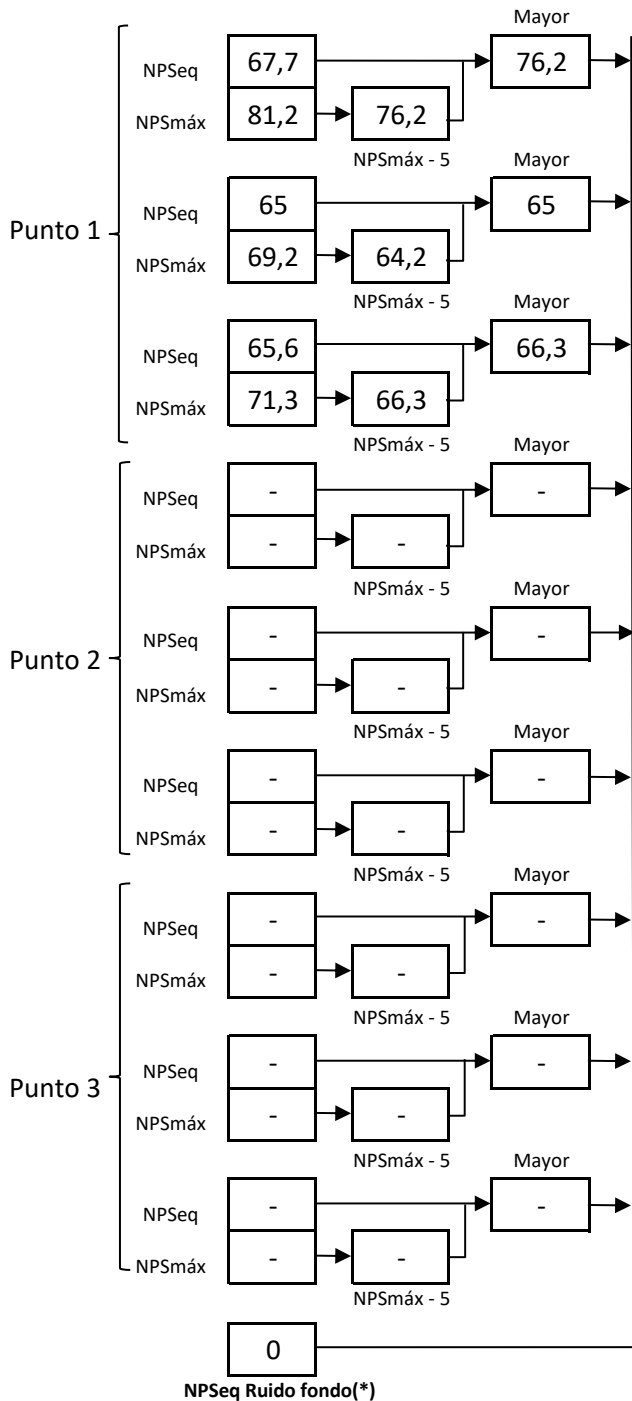 Mayor
NPSeq 67,7 76,2
NPSmáx 81,2 76,2
NPSmáx - 5
Mayor
NPSeq 65 65
Punto 1
NPSmáx 69,2 64,2
NPSmáx - 5
Mayor
NPSeq 65,6 66,3
NPSmáx 71,3 66,3
NPSmáx - 5
Mayor
NPSeq - -
NPSmáx - -
NPSmáx - 5
Mayor
NPSeq - -
Punto 2
NPSmáx - -
NPSmáx - 5
Mayor
NPSeq - -
NPSmáx - -
NPSmáx - 5
Mayor
NPSeq - -
NPSmáx - -
NPSmáx - 5
Mayor
NPSeq - -
Punto 3
NPSmáx - -
NPSmáx - 5
Mayor
NPSeq - -
NPSmáx - -
NPSmáx - 5
0
NPSeq Ruido fondo(*)